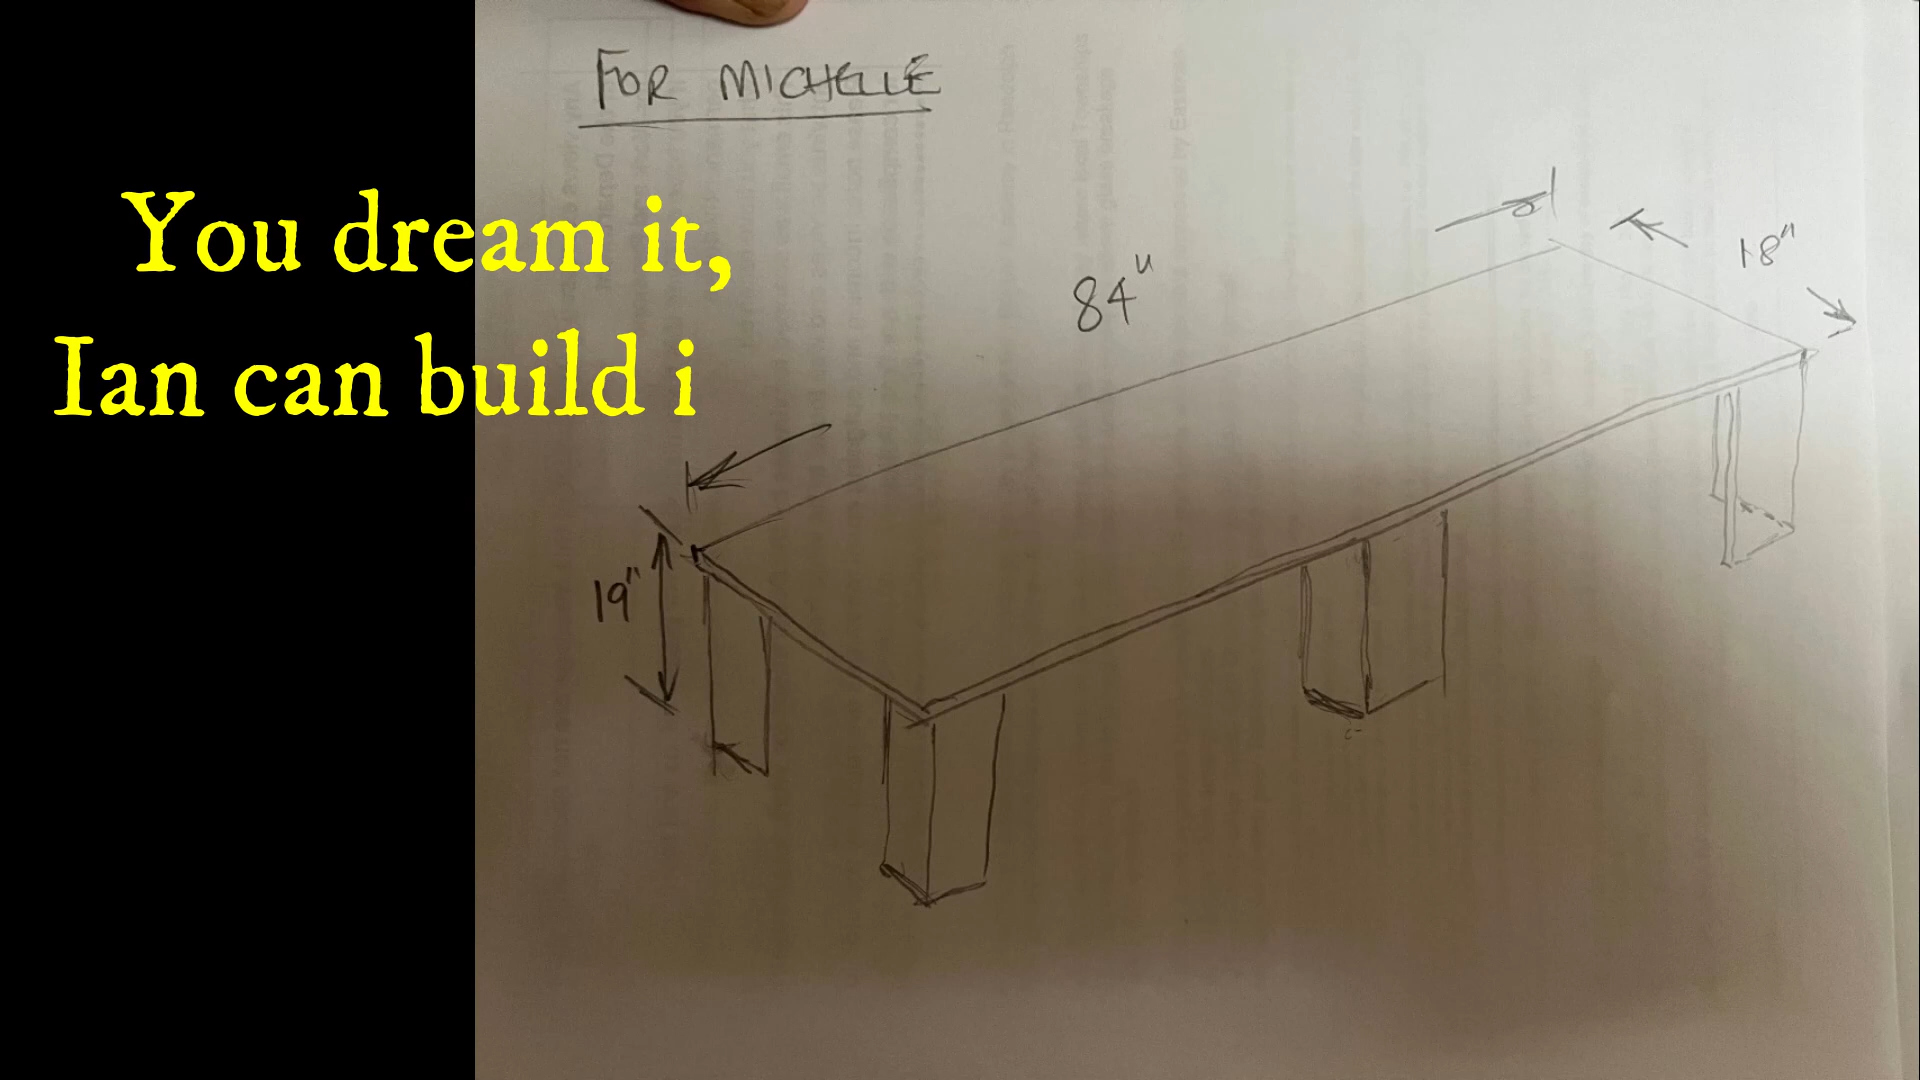 FOR MICHELLE
You dream it,
Ian can build i
84"
18"
19"